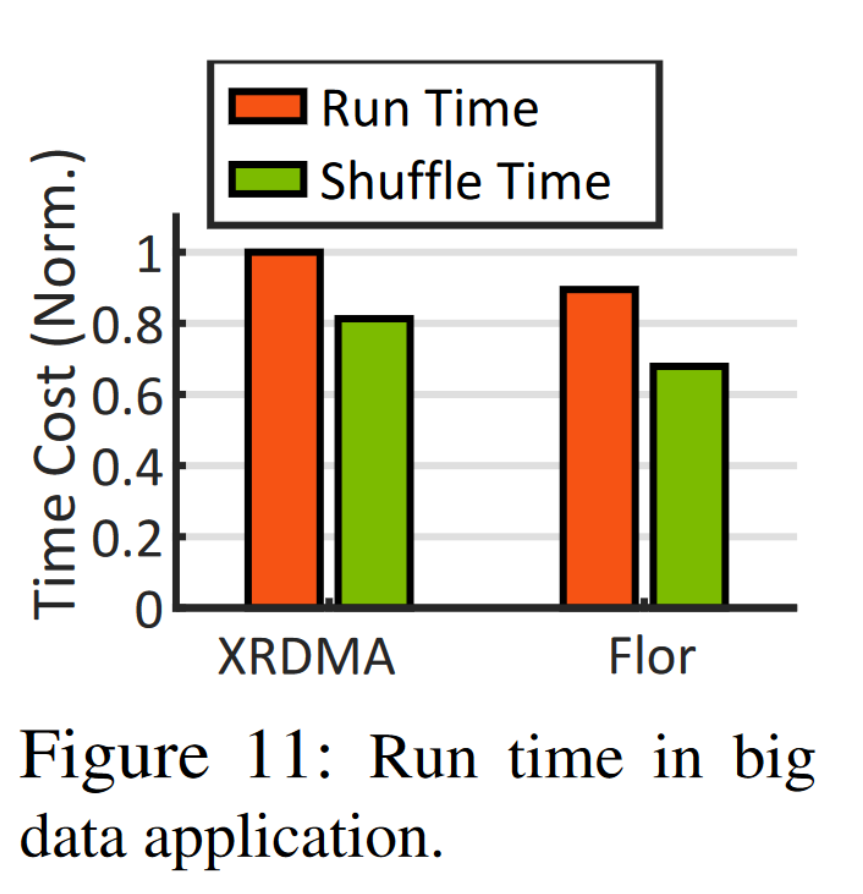 Run Time
Shuffle Time
Time Cost (Norm.)
1
0.8
0.6
0.4
0.2
0
XRDMA Flor
Figure 11: Run time in big
data application.